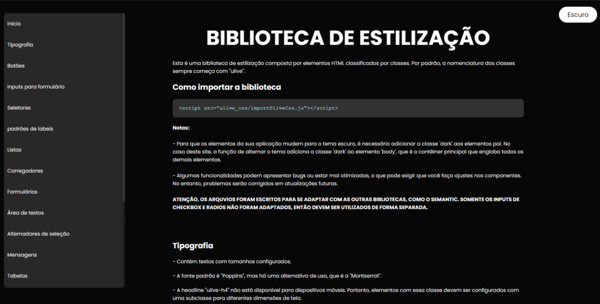 Escuro
Início
Tipografia
Botões
Inputs para formulário
Seletores
padrões de labels
Listas
Carregadores
Formulários
Área de textos
Alternadores de seleção
Mensagens
Tabelas
BIBLIOTECA DE ESTILIZAÇÃO
Esta é uma biblioteca de estilização composta por elementos HTML classificados por classes. Por padrão, a nomenclatura das classes
sempre começa com "ulive".
Como importar a biblioteca
<script src="ulive_css/importUliveCss.js"></script>
Notas:
- Para que os elementos da sua aplicação mudem para o tema escuro, é necessário adicionar a classe 'dark' aos elementos pai. No
caso deste site, a função de alternar o tema adiciona a classe 'dark' ao elemento 'body', que é o contêiner principal que engloba todos os
demais elementos.
- Algumas funcionalidades podem apresentar bugs ou estar mal otimizadas, o que pode exigir que você faça ajustes nos componentes.
No entanto, problemas serão corrigidos em atualizações futuras.
ATENÇÃO, OS ARQUVIOS FORAM ESCRITOS PARA SE ADAPTAR COM AS OUTRAS BIBLIOTECAS, COMO O SEMANTIC. SOMENTE OS INPUTS DE
CHECKBOX E RADIOS NÃO FORAM ADAPTADOS, ENTÃO DEVEM SER UTILIZADOS DE FORMA SEPARADA.
Tipografia
- Contém textos com tamanhos configurados.
- A fonte padrão é "Poppins", mas há uma alternativa de uso, que é a "Montserrat".
- A headline "ulive-h4" não está disponível para dispositivos móveis. Portanto, elementos com essa classe devem ser configurados com
uma subclasse para diferentes dimensões de tela.